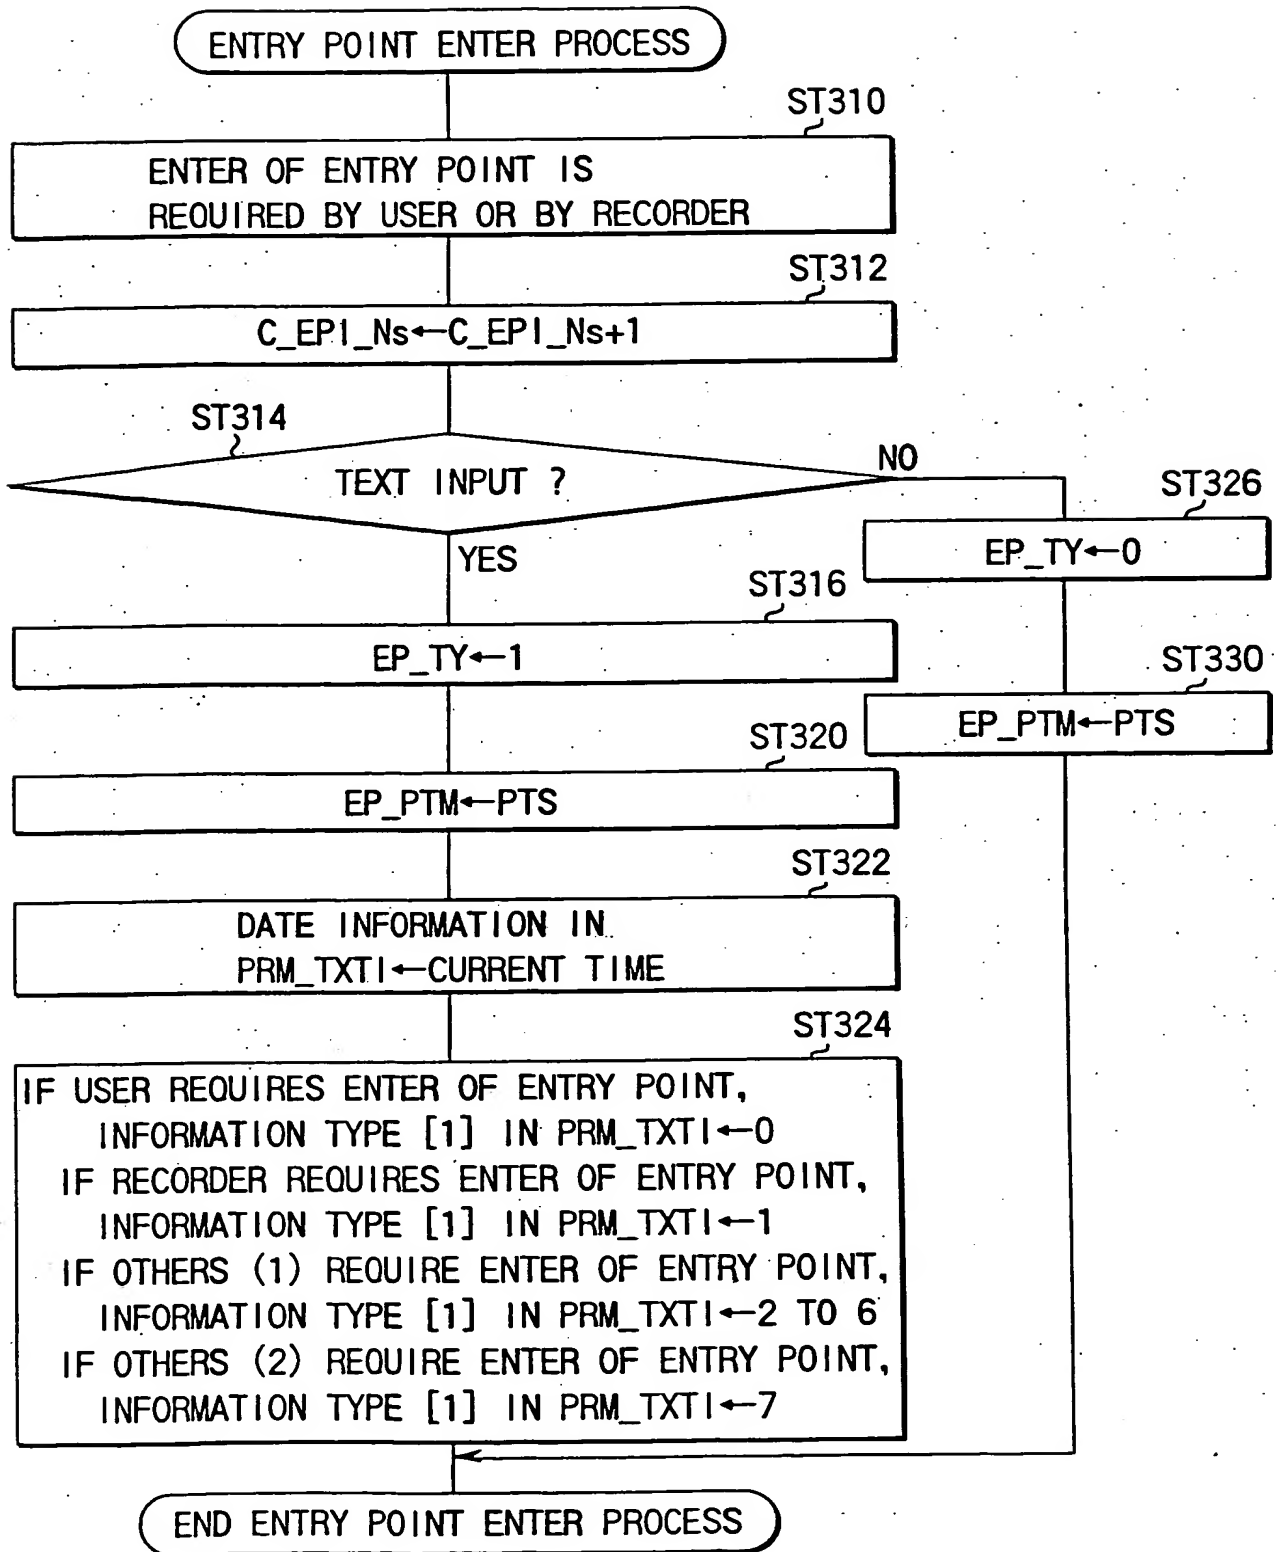 ENTRY POINT ENTER PROCESS
ST310
ENTER OF ENTRY POINT IS
REQUIRED BY USER OR BY RECORDER
ST312
C_EPI_Ns←C_EPI_Ns+1
ST314
TEXT INPUT ?
NO
YES
ST326
EP_TY←0
ST316
EP_TY←1
ST330
EP_PTM←PTS
ST320
EP_PTM←PTS
ST322
DATE INFORMATION IN
PRM_TXTI←CURRENT TIME
ST324
IF USER REQUIRES ENTER OF ENTRY POINT,
INFORMATION TYPE [1] IN PRM_TXTI←0
IF RECORDER REQUIRES ENTER OF ENTRY POINT,
INFORMATION TYPE [1] IN PRM_TXTI←1
IF OTHERS (1) REQUIRE ENTER OF ENTRY POINT,
INFORMATION TYPE [1] IN PRM_TXTI←2 TO 6
IF OTHERS (2) REQUIRE ENTER OF ENTRY POINT,
INFORMATION TYPE [1] IN PRM_TXTI←7
END ENTRY POINT ENTER PROCESS